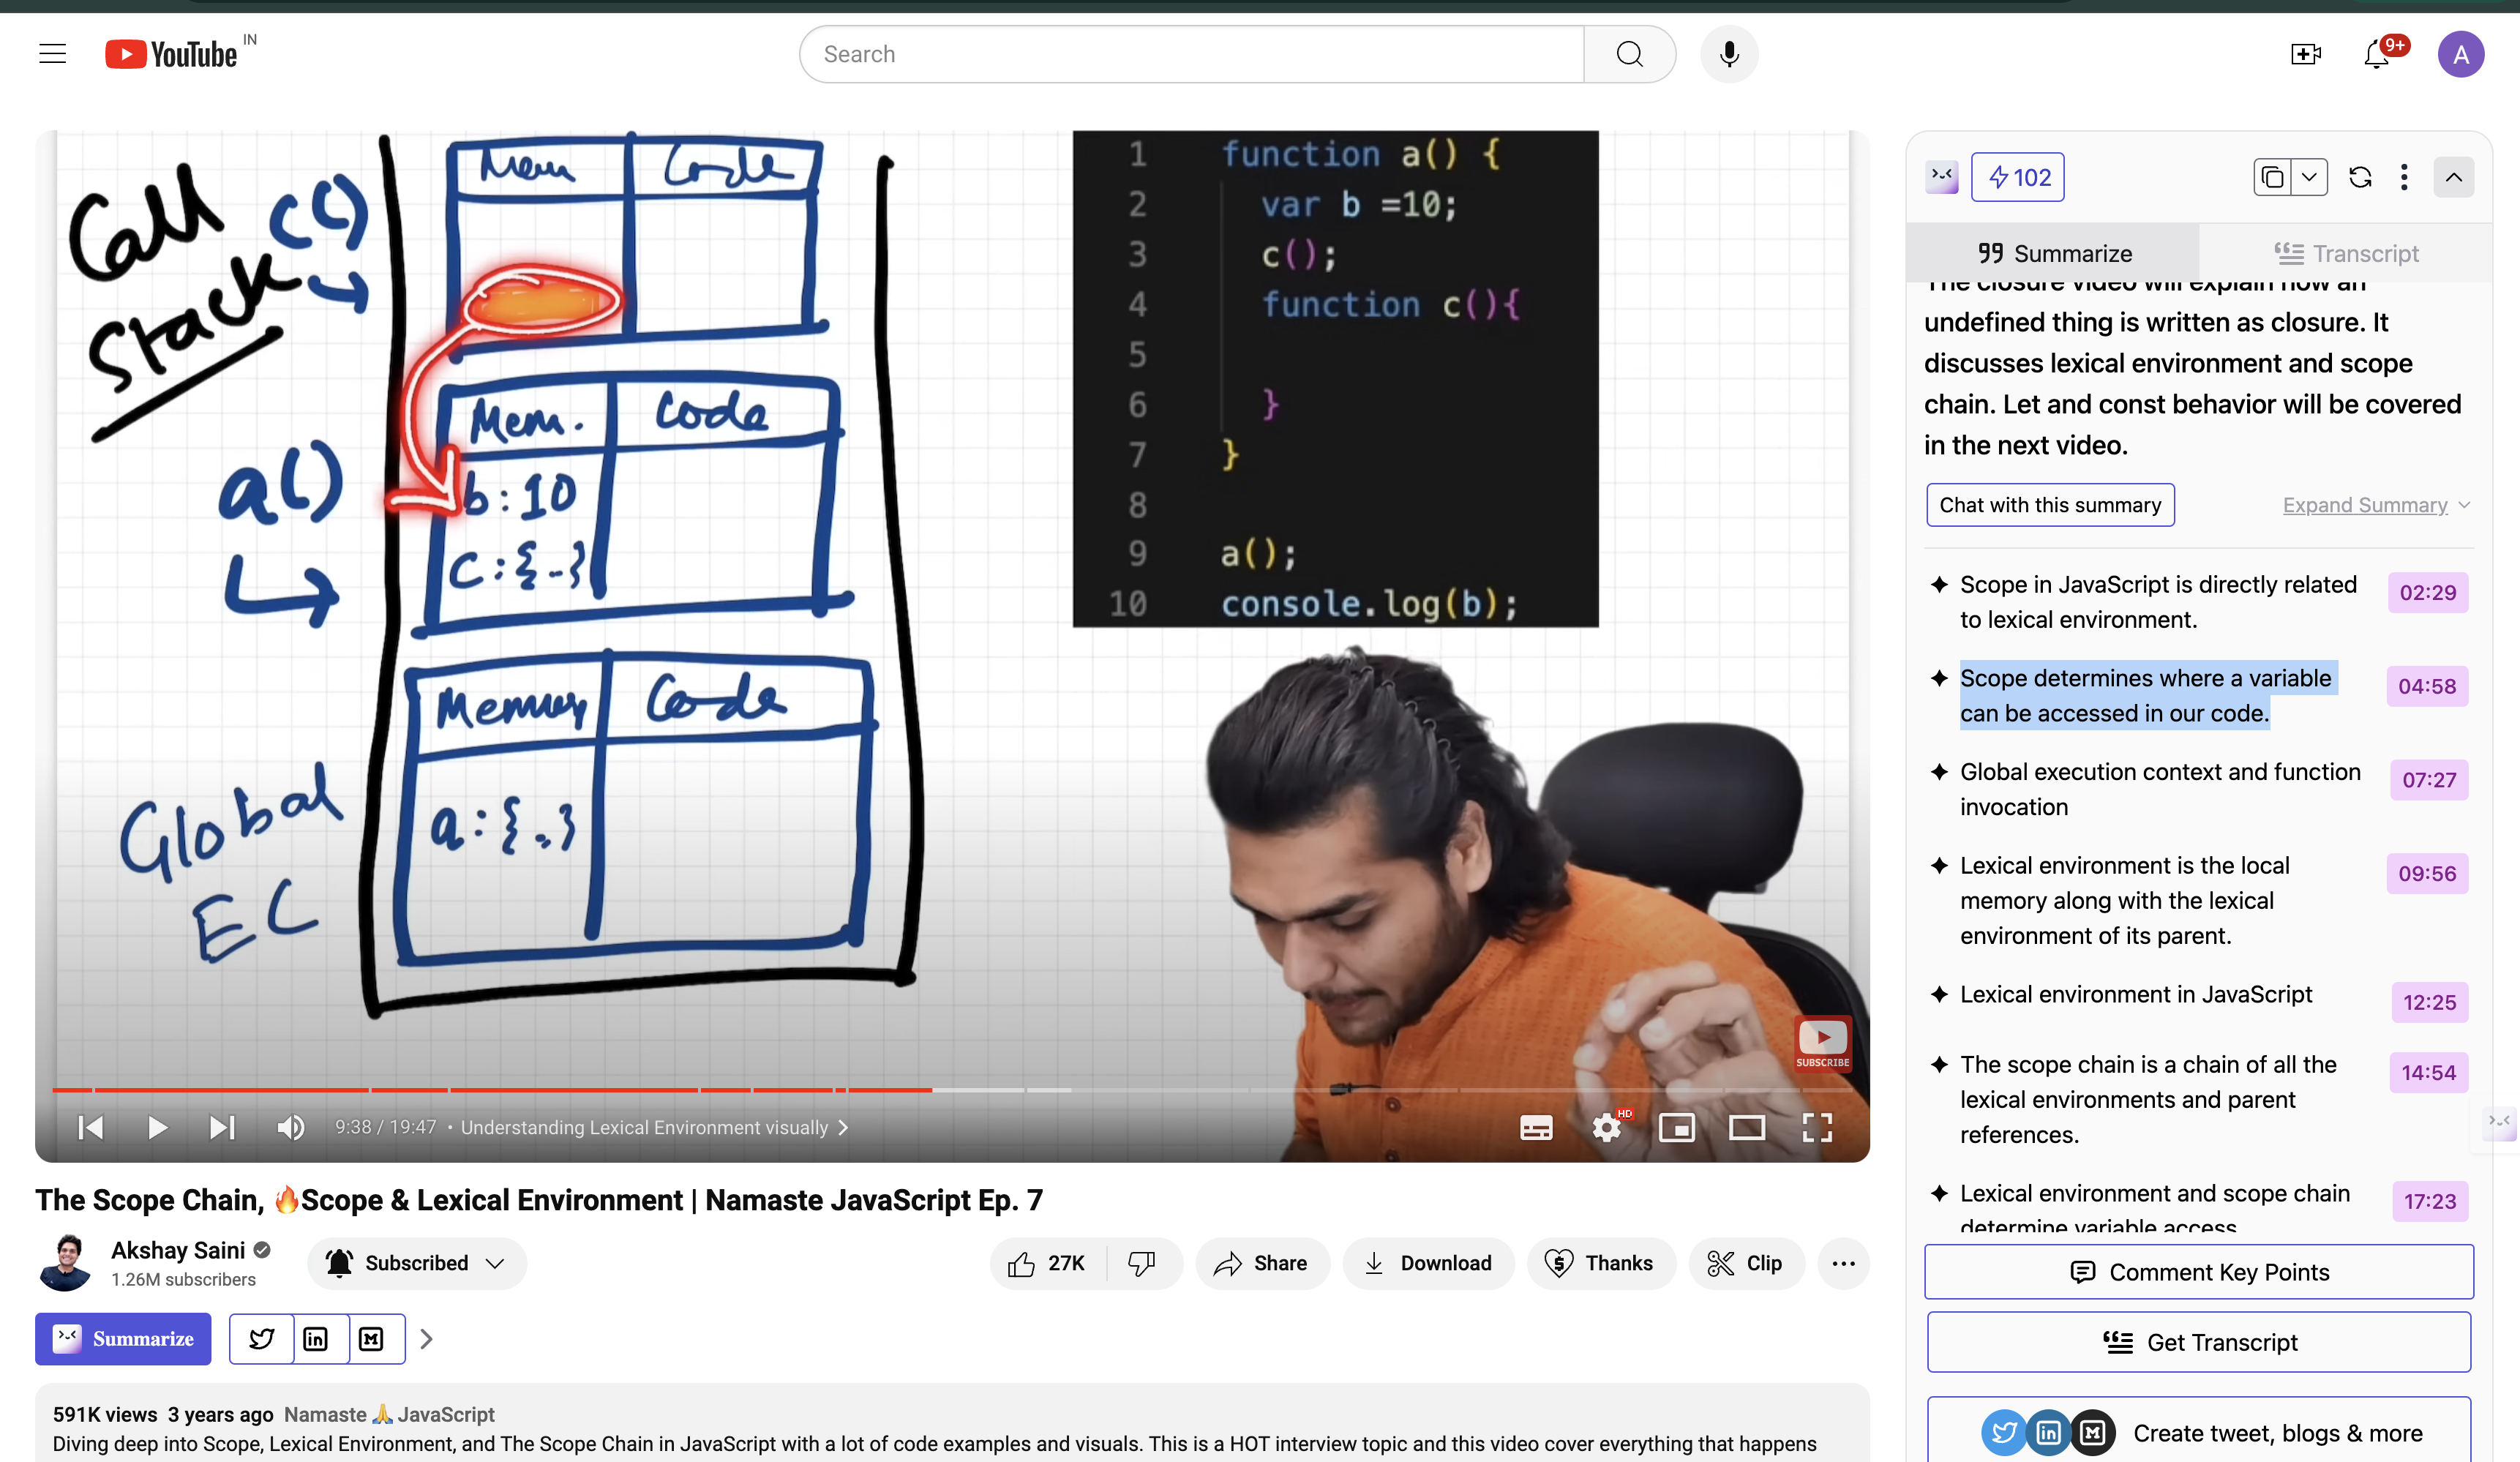 YouTube IN
Search
9+
A
Call
Stack
c()
Mem Code
a()
Mem. Code
b : 10
c : {-}
Global
EC
Memory Code
a : {.}
1 function a() {
2 var b =10;
3 c();
4 function c(){
5
6 }
7 }
8
9 a();
10 console.log(b);
SUBSCRIBE
9:38 / 19:47 • Understanding Lexical Environment visually
HD
The Scope Chain, 🔥Scope & Lexical Environment | Namaste JavaScript Ep. 7
Akshay Saini
1.26M subscribers
Subscribed
27K
Share
Download
Thanks
Clip
Summarize
591K views 3 years ago Namaste 🙏 JavaScript
Diving deep into Scope, Lexical Environment, and The Scope Chain in JavaScript with a lot of code examples and visuals. This is a HOT interview topic and this video cover everything that happens
102
Summarize
Transcript
The closure video will explain how an
undefined thing is written as closure. It
discusses lexical environment and scope
chain. Let and const behavior will be covered
in the next video.
Chat with this summary
Expand Summary
Scope in JavaScript is directly related
to lexical environment.
02:29
Scope determines where a variable
can be accessed in our code.
04:58
Global execution context and function
invocation
07:27
Lexical environment is the local
memory along with the lexical
environment of its parent.
09:56
Lexical environment in JavaScript
12:25
The scope chain is a chain of all the
lexical environments and parent
references.
14:54
Lexical environment and scope chain
determine variable access
17:23
Comment Key Points
Get Transcript
Create tweet, blogs & more